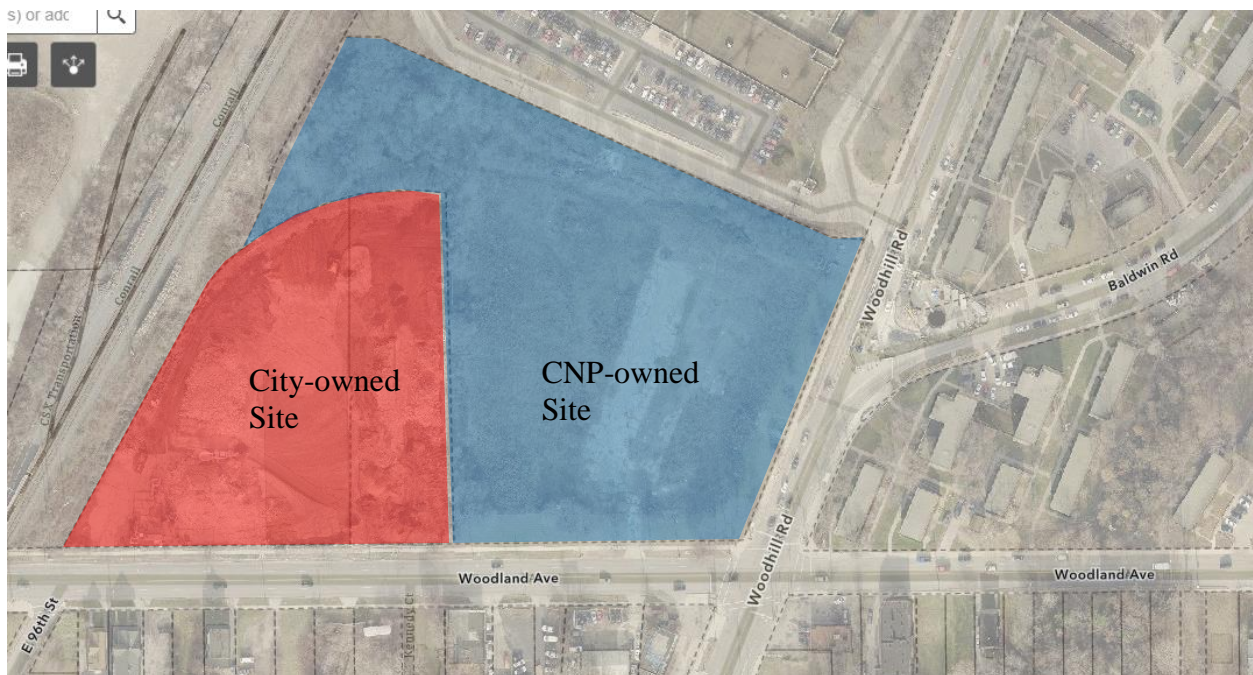 s) or adc
Conrail
Conrail
CSX Transportation
Woodhill Rd
Baldwin Rd
City-owned
Site
CNP-owned
Site
Woodhill Rd
Woodland Ave
Woodland Ave
E 96th St
Kennedy Ct